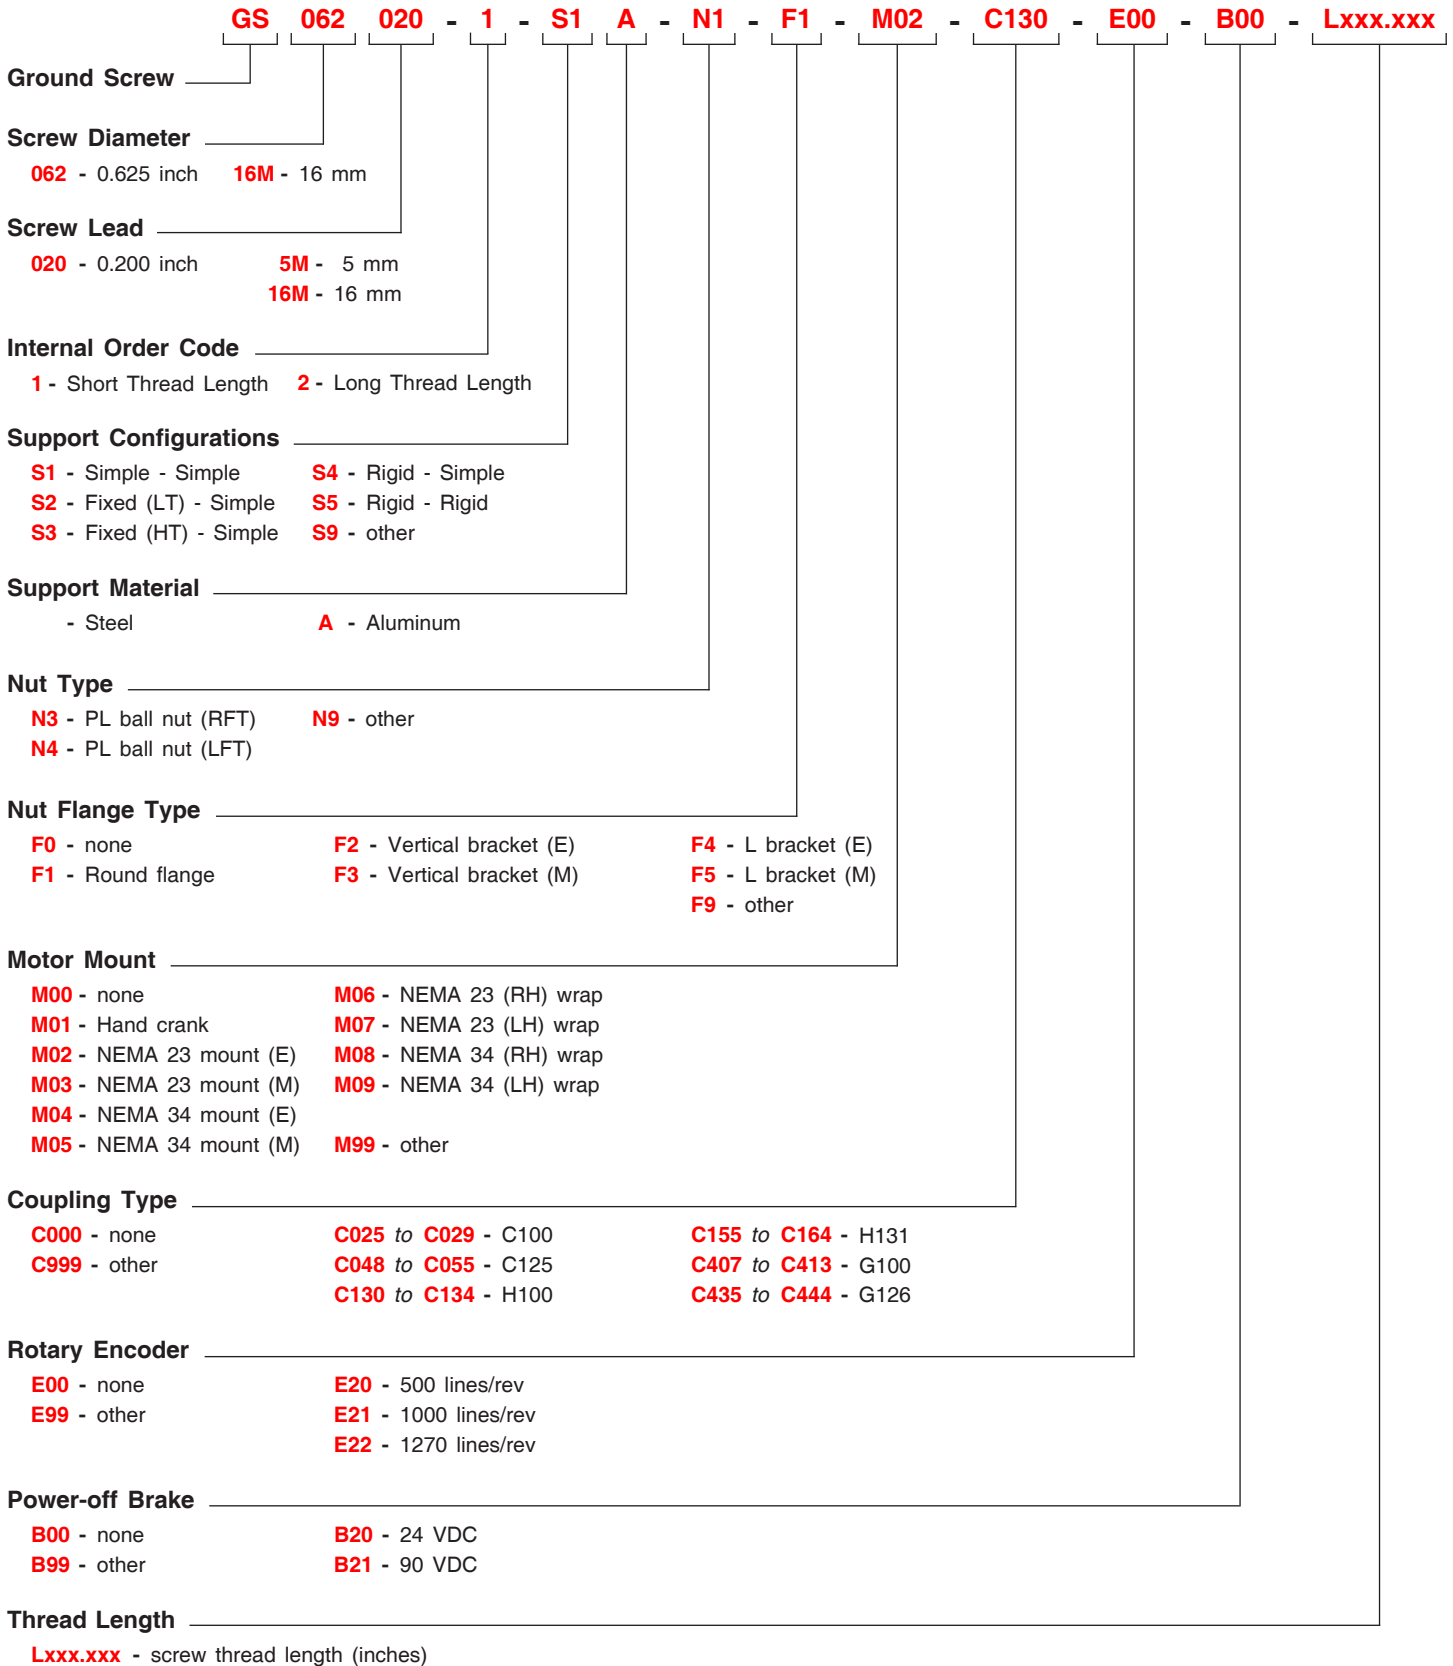 GS 062 020 - 1 - S1 A - N1 - F1 - M02 - C130 - E00 - B00 - Lxxx.xxx
Ground Screw
Screw Diameter
062 - 0.625 inch 16M - 16 mm
Screw Lead
020 - 0.200 inch 5M - 5 mm
16M - 16 mm
Internal Order Code
1 - Short Thread Length 2 - Long Thread Length
Support Configurations
S1 - Simple - Simple S4 - Rigid - Simple
S2 - Fixed (LT) - Simple S5 - Rigid - Rigid
S3 - Fixed (HT) - Simple S9 - other
Support Material
- Steel A - Aluminum
Nut Type
N3 - PL ball nut (RFT) N9 - other
N4 - PL ball nut (LFT)
Nut Flange Type
F0 - none F2 - Vertical bracket (E) F4 - L bracket (E)
F1 - Round flange F3 - Vertical bracket (M) F5 - L bracket (M)
F9 - other
Motor Mount
M00 - none M06 - NEMA 23 (RH) wrap
M01 - Hand crank M07 - NEMA 23 (LH) wrap
M02 - NEMA 23 mount (E) M08 - NEMA 34 (RH) wrap
M03 - NEMA 23 mount (M) M09 - NEMA 34 (LH) wrap
M04 - NEMA 34 mount (E)
M05 - NEMA 34 mount (M) M99 - other
Coupling Type
C000 - none C025 to C029 - C100 C155 to C164 - H131
C999 - other C048 to C055 - C125 C407 to C413 - G100
C130 to C134 - H100 C435 to C444 - G126
Rotary Encoder
E00 - none E20 - 500 lines/rev
E99 - other E21 - 1000 lines/rev
E22 - 1270 lines/rev
Power-off Brake
B00 - none B20 - 24 VDC
B99 - other B21 - 90 VDC
Thread Length
Lxxx.xxx - screw thread length (inches)